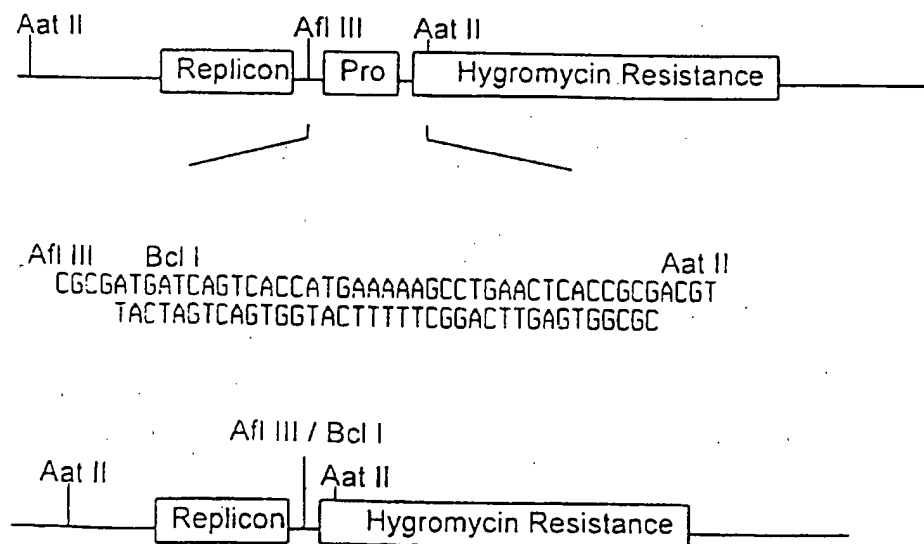 Aat II Afl III Aat II
Replicon Pro Hygromycin Resistance
Afl III Bcl I Aat II
CGCGATGATCAGTCACCATGAAAAAGCCTGAACTCACCGCGACGT
TACTAGTCAGTGGTACTTTTTCGGACTTGAGTGGCGC
Afl III / Bcl I
Aat II Aat II
Replicon Hygromycin Resistance